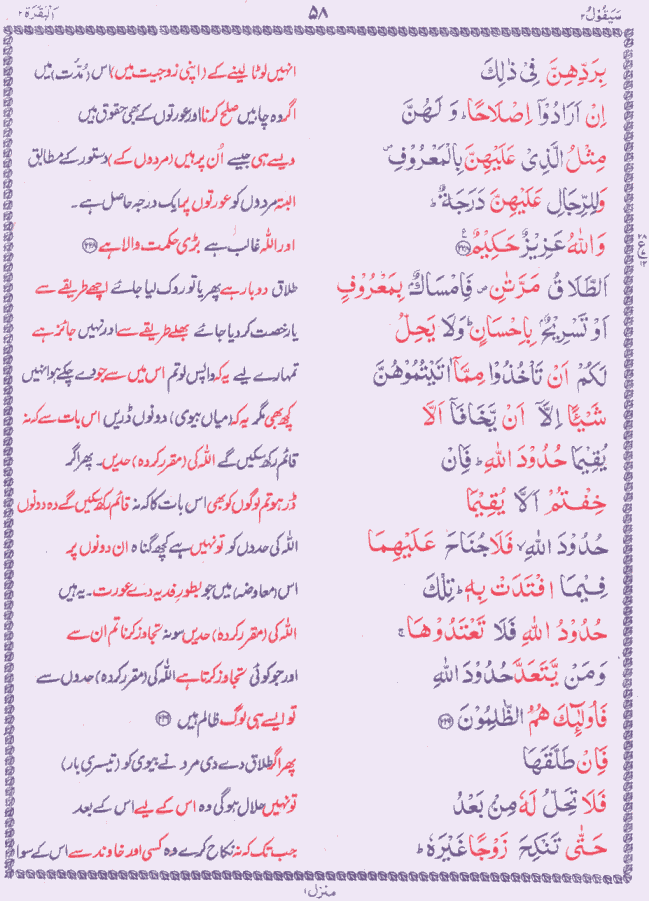 سَيَقُوْلُ ۲ ۵۸ اَلْبَقَرَة ۲
بِرَدِّهِنَّ فِيْ ذٰلِكَ انہیں لوٹا لینے کے (اپنی زوجیت میں) اس (مُدّت) میں
اِنْ اَرَادُوْۤا اِصْلَاحًا ؕ وَ لَهُنَّ اگر وہ چاہیں صلح کرنا اور عورتوں کے بھی حقوق ہیں
مِثْلُ الَّذِيْ عَلَيْهِنَّ بِالْمَعْرُوْفِ ۪ ویسے ہی جیسے اُن پر ہیں (مردوں کے) دستور کے مطابق
وَلِلرِّجَالِ عَلَيْهِنَّ دَرَجَةٌ ؕ البتہ مردوں کو عورتوں پر ایک درجہ حاصل ہے۔
وَاللّٰهُ عَزِيْزٌ حَكِيْمٌ ﴿۲۲۸﴾ اور اللّٰہ غالب ہے بڑی حکمت والا ہے ﴿۲۲۸﴾
اَلطَّلَاقُ مَرَّتٰنِ ۪ فَاِمْسَاكٌۢ بِمَعْرُوْفٍ طلاق دو بار ہے پھر یا تو روک لیا جائے اچھے طریقے سے
اَوْ تَسْرِيْحٌۢ بِاِحْسَانٍ ؕ وَلَا يَحِلُّ یا رخصت کر دیا جائے بھلے طریقے سے اور نہیں جائز ہے
لَكُمْ اَنْ تَاْخُذُوْا مِمَّاۤ اٰتَيْتُمُوْهُنَّ تمہارے لیے یہ کہ واپس لو تم اس میں سے جو دے چکے ہو انہیں
شَيْـًٔا اِلَّاۤ اَنْ يَّخَافَاۤ اَلَّا کچھ بھی مگر یہ کہ (میاں بیوی) دونوں ڈریں اس بات سے کہ نہ
يُقِيْمَا حُدُوْدَ اللّٰهِ ؕ فَاِنْ قائم رکھ سکیں گے اللّٰہ کی (مقرر کردہ) حدیں۔ پھر اگر
خِفْتُمْ اَلَّا يُقِيْمَا ڈر ہو تم لوگوں کو بھی اس بات کا کہ نہ قائم رکھ سکیں گے وہ دونوں
حُدُوْدَ اللّٰهِ ۙ فَلَا جُنَاحَ عَلَيْهِمَا اللّٰہ کی حدوں کو تو نہیں ہے کچھ گناہ ان دونوں پر
فِيْمَا افْتَدَتْ بِهٖ ؕ تِلْكَ اس (معاوضہ) میں جو بطور فدیہ دے عورت۔ یہ ہیں
حُدُوْدُ اللّٰهِ فَلَا تَعْتَدُوْهَا ۚ اللّٰہ کی (مقرر کردہ) حدیں سو نہ تجاوز کرنا تم ان سے
وَمَنْ يَّتَعَدَّ حُدُوْدَ اللّٰهِ اور جو کوئی تجاوز کرتا ہے اللّٰہ کی (مقرر کردہ) حدوں سے
فَاُولٰٓئِكَ هُمُ الظّٰلِمُوْنَ ﴿۲۲۹﴾ تو ایسے ہی لوگ ظالم ہیں ﴿۲۲۹﴾
فَاِنْ طَلَّقَهَا پھر اگر طلاق دے دی مرد نے بیوی کو (تیسری بار)
فَلَا تَحِلُّ لَهٗ مِنْۢ بَعْدُ تو نہیں حلال ہو گی وہ اس کے لیے اس کے بعد
حَتّٰى تَنْكِحَ زَوْجًا غَيْرَهٗ ؕ جب تک کہ نہ نکاح کرے وہ کسی اور خاوند سے اس کے سوا
منزل ۱